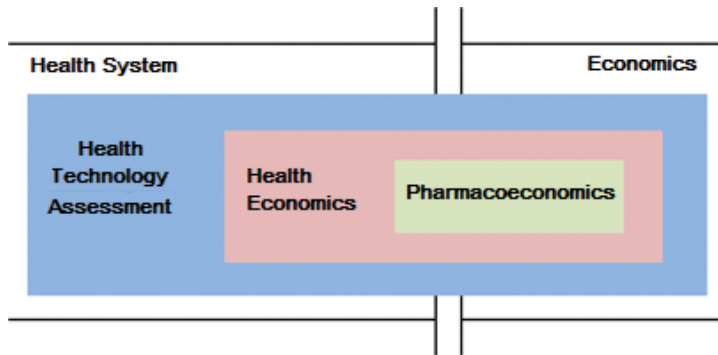 Health System
Economics
Health
Technology
Assessment
Health
Economics
Pharmacoeconomics